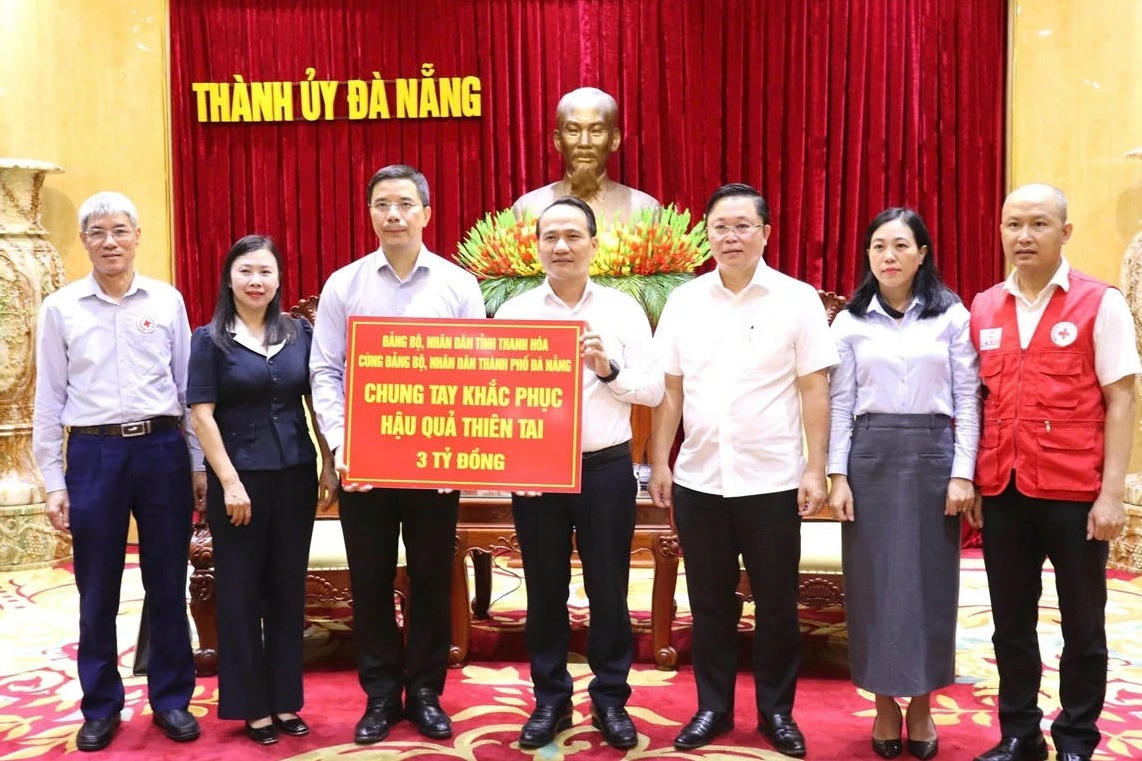 THÀNH ỦY ĐÀ NẴNG
ĐẢNG BỘ, NHÂN DÂN TỈNH THANH HÓA
CÙNG ĐẢNG BỘ, NHÂN DÂN THÀNH PHỐ ĐÀ NẴNG
CHUNG TAY KHẮC PHỤC
HẬU QUẢ THIÊN TAI
3 TỶ ĐỒNG